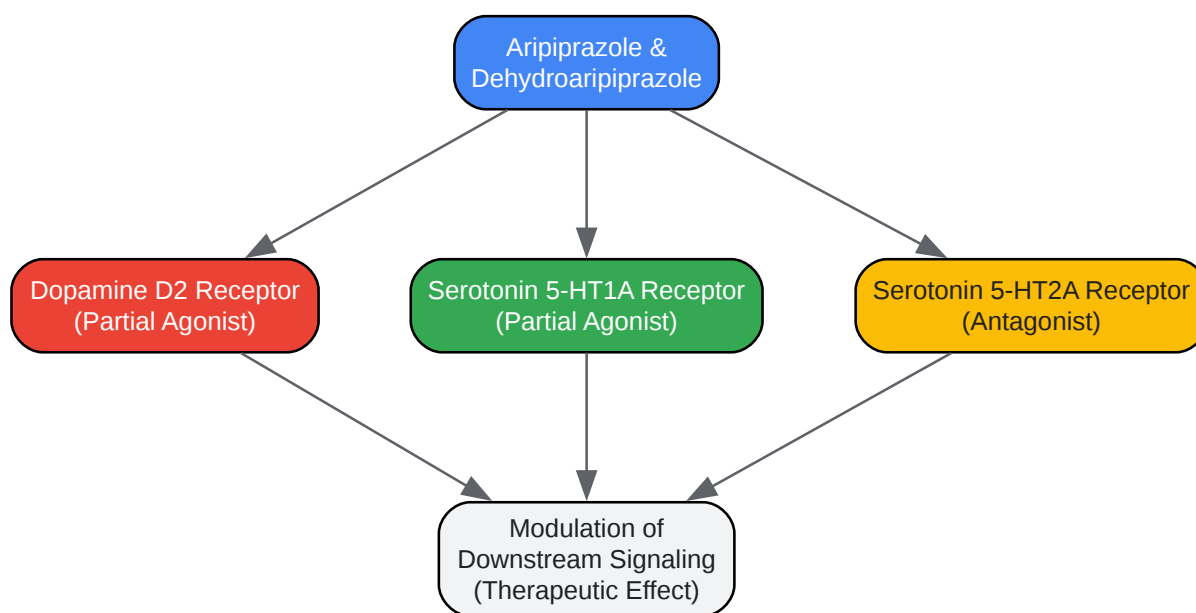 Aripiprazole &
Dehydroaripiprazole
Dopamine D2 Receptor
(Partial Agonist)
Serotonin 5-HT1A Receptor
(Partial Agonist)
Serotonin 5-HT2A Receptor
(Antagonist)
Modulation of
Downstream Signaling
(Therapeutic Effect)